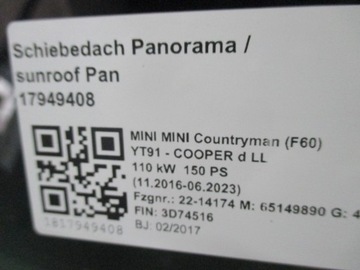 Schiebedach Panorama /
sunroof Pan
17949408
MINI MINI Countryman (F60)
YT91 - COOPER d LL
110 kW 150 PS
(11.2016-06.2023)
Fzgnr.: 22-14174 M: 65149890 G: 4
FIN: 3D74516
BJ: 02/2017
1817949408